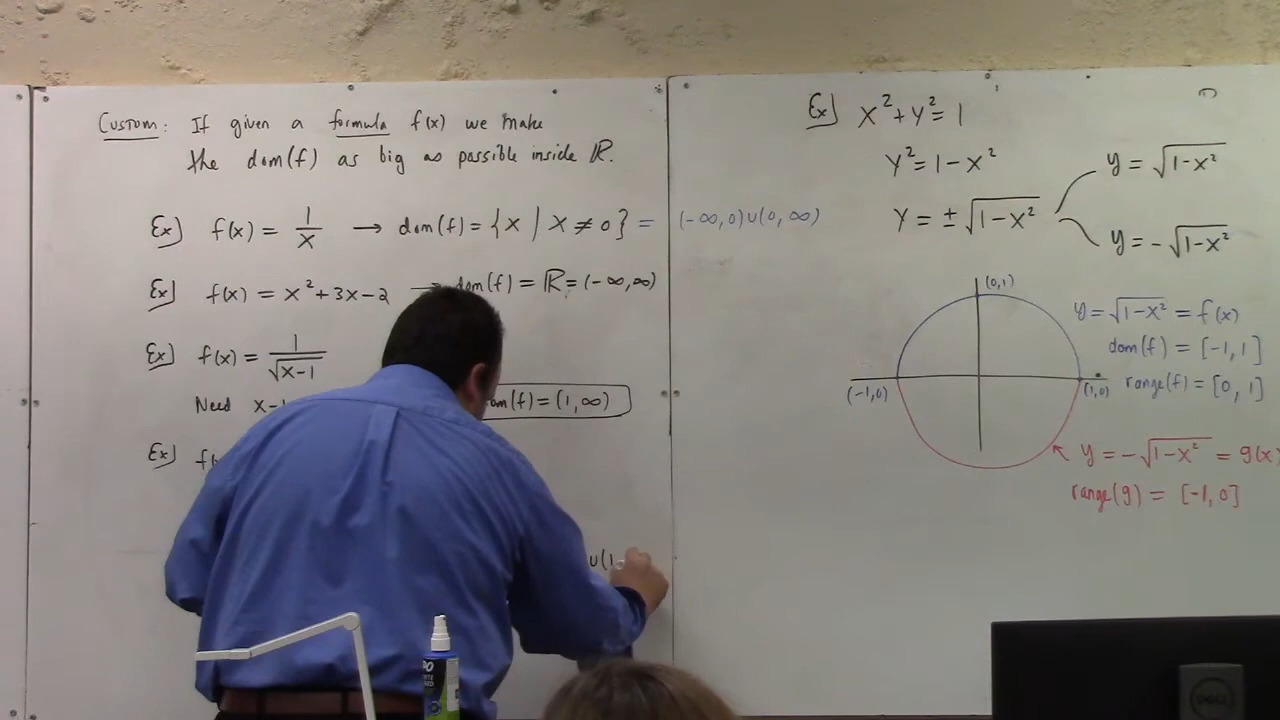 Custom: If given a formula f(x) we make
the dom(f) as big as possible inside ℝ.
Ex) f(x) = 1/x → dom(f) = {x | x ≠ 0} = (-∞,0)∪(0,∞)
Ex) f(x) = x²+3x-2 → dom(f) = ℝ = (-∞,∞)
Ex) f(x) = 1/√(x-1)
Need x-1
dom(f) = (1,∞)
Ex)
∪(1,
Ex) x²+y²=1
y²=1-x²
y = ±√(1-x²)
y = √(1-x²)
y = -√(1-x²)
(0,1)
(-1,0)
(1,0)
y = √(1-x²) = f(x)
dom(f) = [-1,1]
range(f) = [0,1]
y = -√(1-x²) = g(x)
range(g) = [-1,0]
DELL